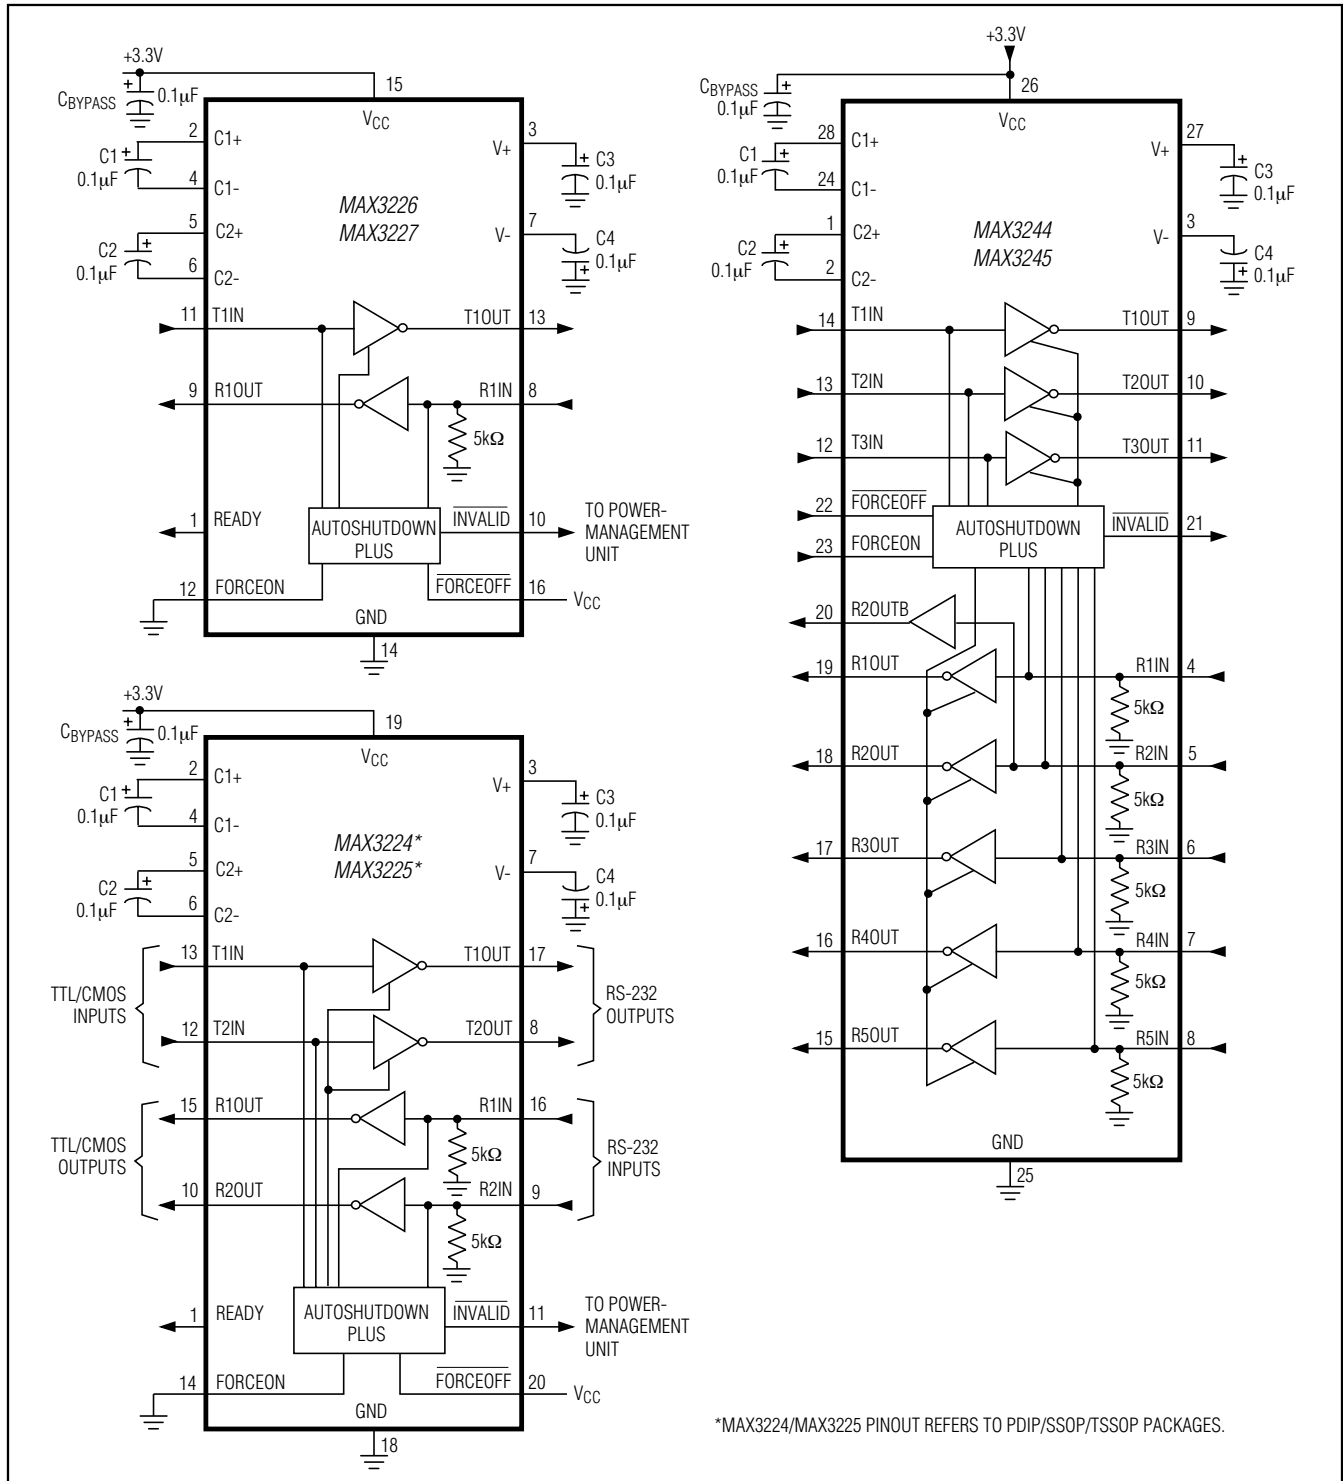 +3.3V
CBYPASS
0.1µF
15
VCC
2
C1+
C1
0.1µF
4
C1-
5
C2+
C2
0.1µF
6
C2-
3
V+
C3
0.1µF
7
V-
C4
0.1µF
MAX3226
MAX3227
11 T1IN
T1OUT 13
9 R1OUT
R1IN 8
5kΩ
1 READY
AUTOSHUTDOWN
PLUS
INVALID 10
TO POWER-
MANAGEMENT
UNIT
12 FORCEON
FORCEOFF 16
VCC
GND
14
+3.3V
CBYPASS
0.1µF
19
VCC
2
C1+
C1
0.1µF
4
C1-
5
C2+
C2
0.1µF
6
C2-
3
V+
C3
0.1µF
7
V-
C4
0.1µF
MAX3224*
MAX3225*
TTL/CMOS
INPUTS
13 T1IN
T1OUT 17
12 T2IN
T2OUT 8
RS-232
OUTPUTS
TTL/CMOS
OUTPUTS
15 R1OUT
R1IN 16
5kΩ
10 R2OUT
R2IN 9
5kΩ
RS-232
INPUTS
1 READY
AUTOSHUTDOWN
PLUS
INVALID 11
TO POWER-
MANAGEMENT
UNIT
14 FORCEON
FORCEOFF 20
VCC
GND
18
+3.3V
CBYPASS
0.1µF
26
VCC
28
C1+
C1
0.1µF
24
C1-
1
C2+
C2
0.1µF
2
C2-
27
V+
C3
0.1µF
3
V-
C4
0.1µF
MAX3244
MAX3245
14 T1IN
T1OUT 9
13 T2IN
T2OUT 10
12 T3IN
T3OUT 11
22 FORCEOFF
23 FORCEON
AUTOSHUTDOWN
PLUS
INVALID 21
20 R2OUTB
19 R1OUT
R1IN 4
5kΩ
18 R2OUT
R2IN 5
5kΩ
17 R3OUT
R3IN 6
5kΩ
16 R4OUT
R4IN 7
5kΩ
15 R5OUT
R5IN 8
5kΩ
GND
25
*MAX3224/MAX3225 PINOUT REFERS TO PDIP/SSOP/TSSOP PACKAGES.